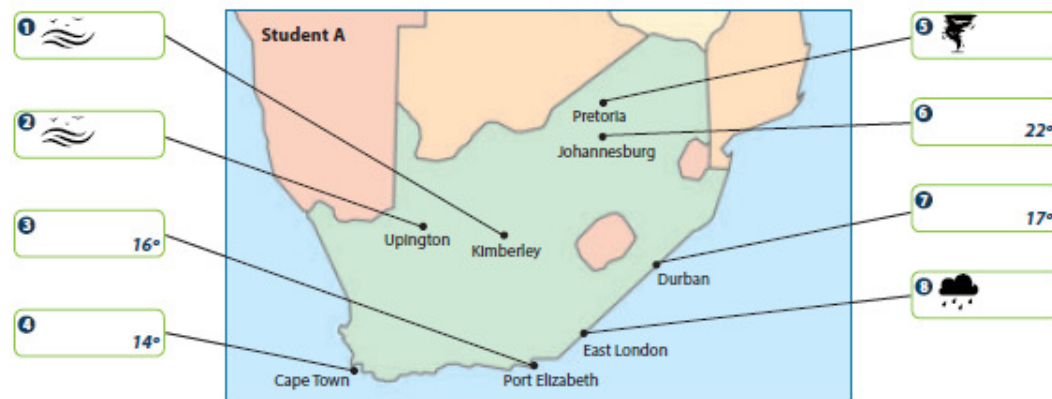 1
Student A
5
Pretoria
6
22°
Johannesburg
2
7
17°
3
16°
Upington
Kimberley
Durban
8
4
14°
East London
Cape Town
Port Elizabeth